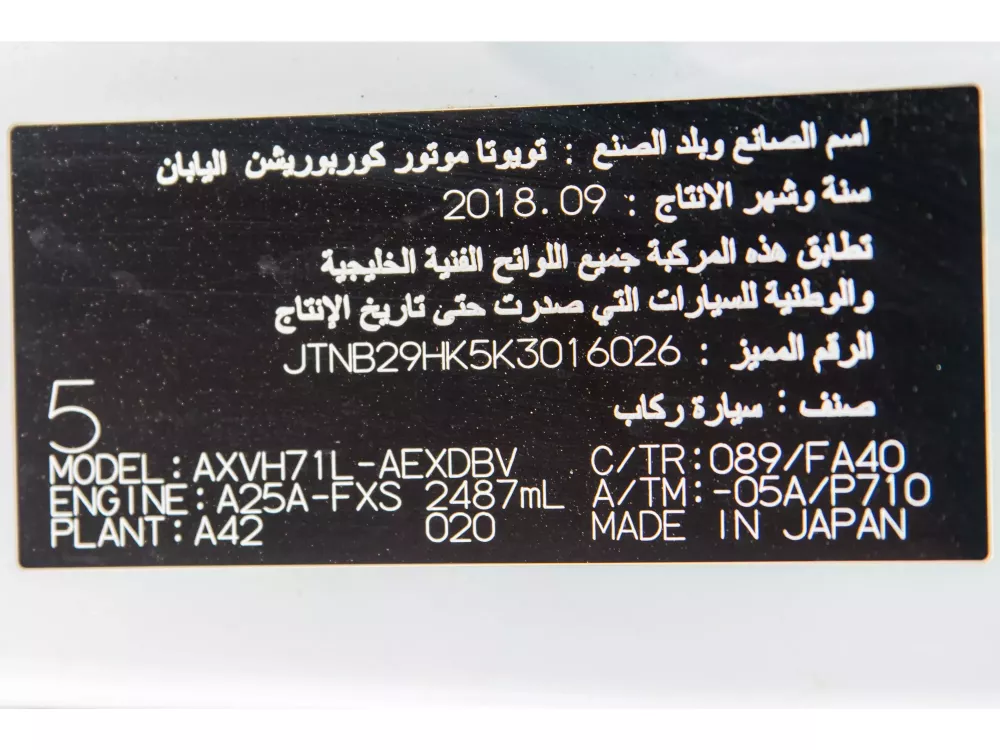 اسم الصانع وبلد الصنع : تويوتا موتور كوربوريشن اليابان
سنة وشهر الانتاج : 2018.09
تطابق هذه المركبة جميع اللوائح الفنية الخليجية
والوطنية للسيارات التي صدرت حتى تاريخ الإنتاج
الرقم المميز : JTNB29HK5K3016026
صنف : سيارة ركاب
5
MODEL: AXVH71L-AEXDBV C/TR:089/FA40
ENGINE: A25A-FXS 2487mL A/TM:-05A/P710
PLANT: A42 020 MADE IN JAPAN